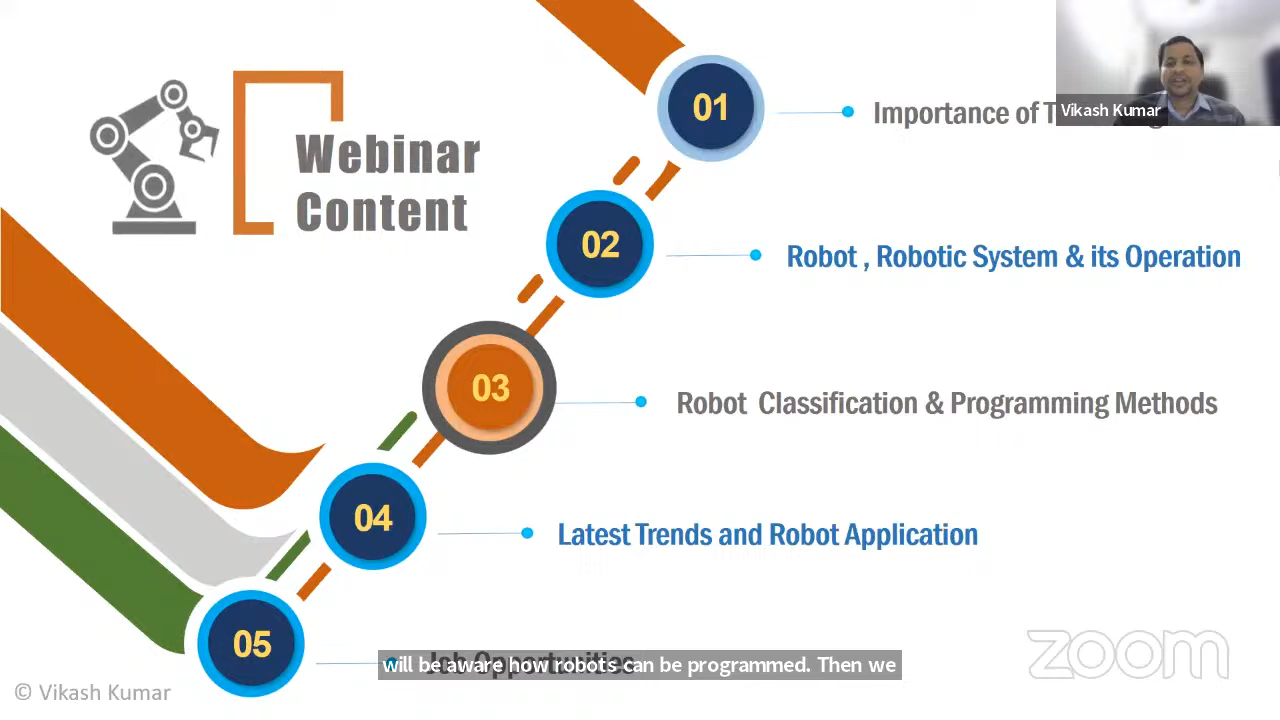 Webinar
Content
01
Importance of T
Vikash Kumar
02
Robot , Robotic System & its Operation
03
Robot Classification & Programming Methods
04
Latest Trends and Robot Application
05
Job Opportunities
will be aware how robots can be programmed. Then we
© Vikash Kumar
zoom